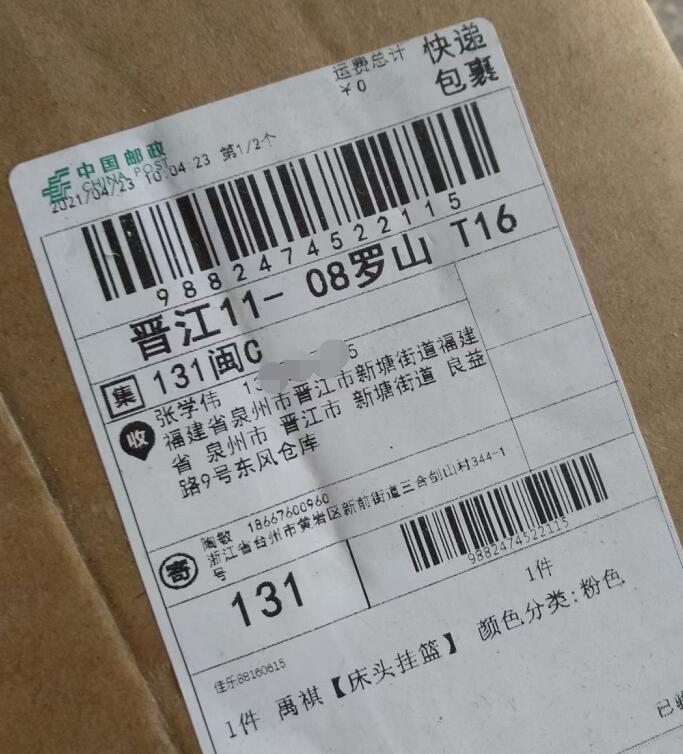 运费总计
￥0
快递
包裹
中国邮政
CHINA POST
2021/04/23 10:04:23 第1/2个
9882474522115
晋江11- 08罗山 T16
集 131闽C
收 张学伟 13 5
福建省泉州市晋江市新塘街道福建
省 泉州市 晋江市 新塘街道 良益
路9号东风仓库
寄 陶敏 18667600960
浙江省台州市黄岩区新前街道三合剑山村344-1
号
131
9882474522115
1件
佳乐68160615
1件 禹祺【床头挂篮】 颜色分类:粉色